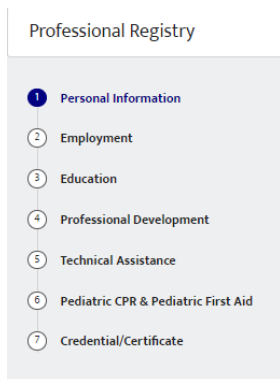 Professional Registry
1 Personal Information
2 Employment
3 Education
4 Professional Development
5 Technical Assistance
6 Pediatric CPR & Pediatric First Aid
7 Credential/Certificate